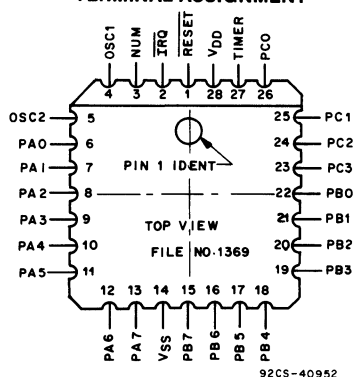 TERMINAL ASSIGNMENT
OSC1 NUM IRQ RESET VDD TIMER PC0
4 3 2 1 28 27 26
OSC2 5 25 PC1
PA0 6 24 PC2
PA1 7 PIN 1 IDENT 23 PC3
PA2 8 22 PB0
PA3 9 TOP VIEW 21 PB1
PA4 10 FILE NO. 1369 20 PB2
PA5 11 19 PB3
12 13 14 15 16 17 18
PA6 PA7 VSS PB7 PB6 PB5 PB4
92CS-40952